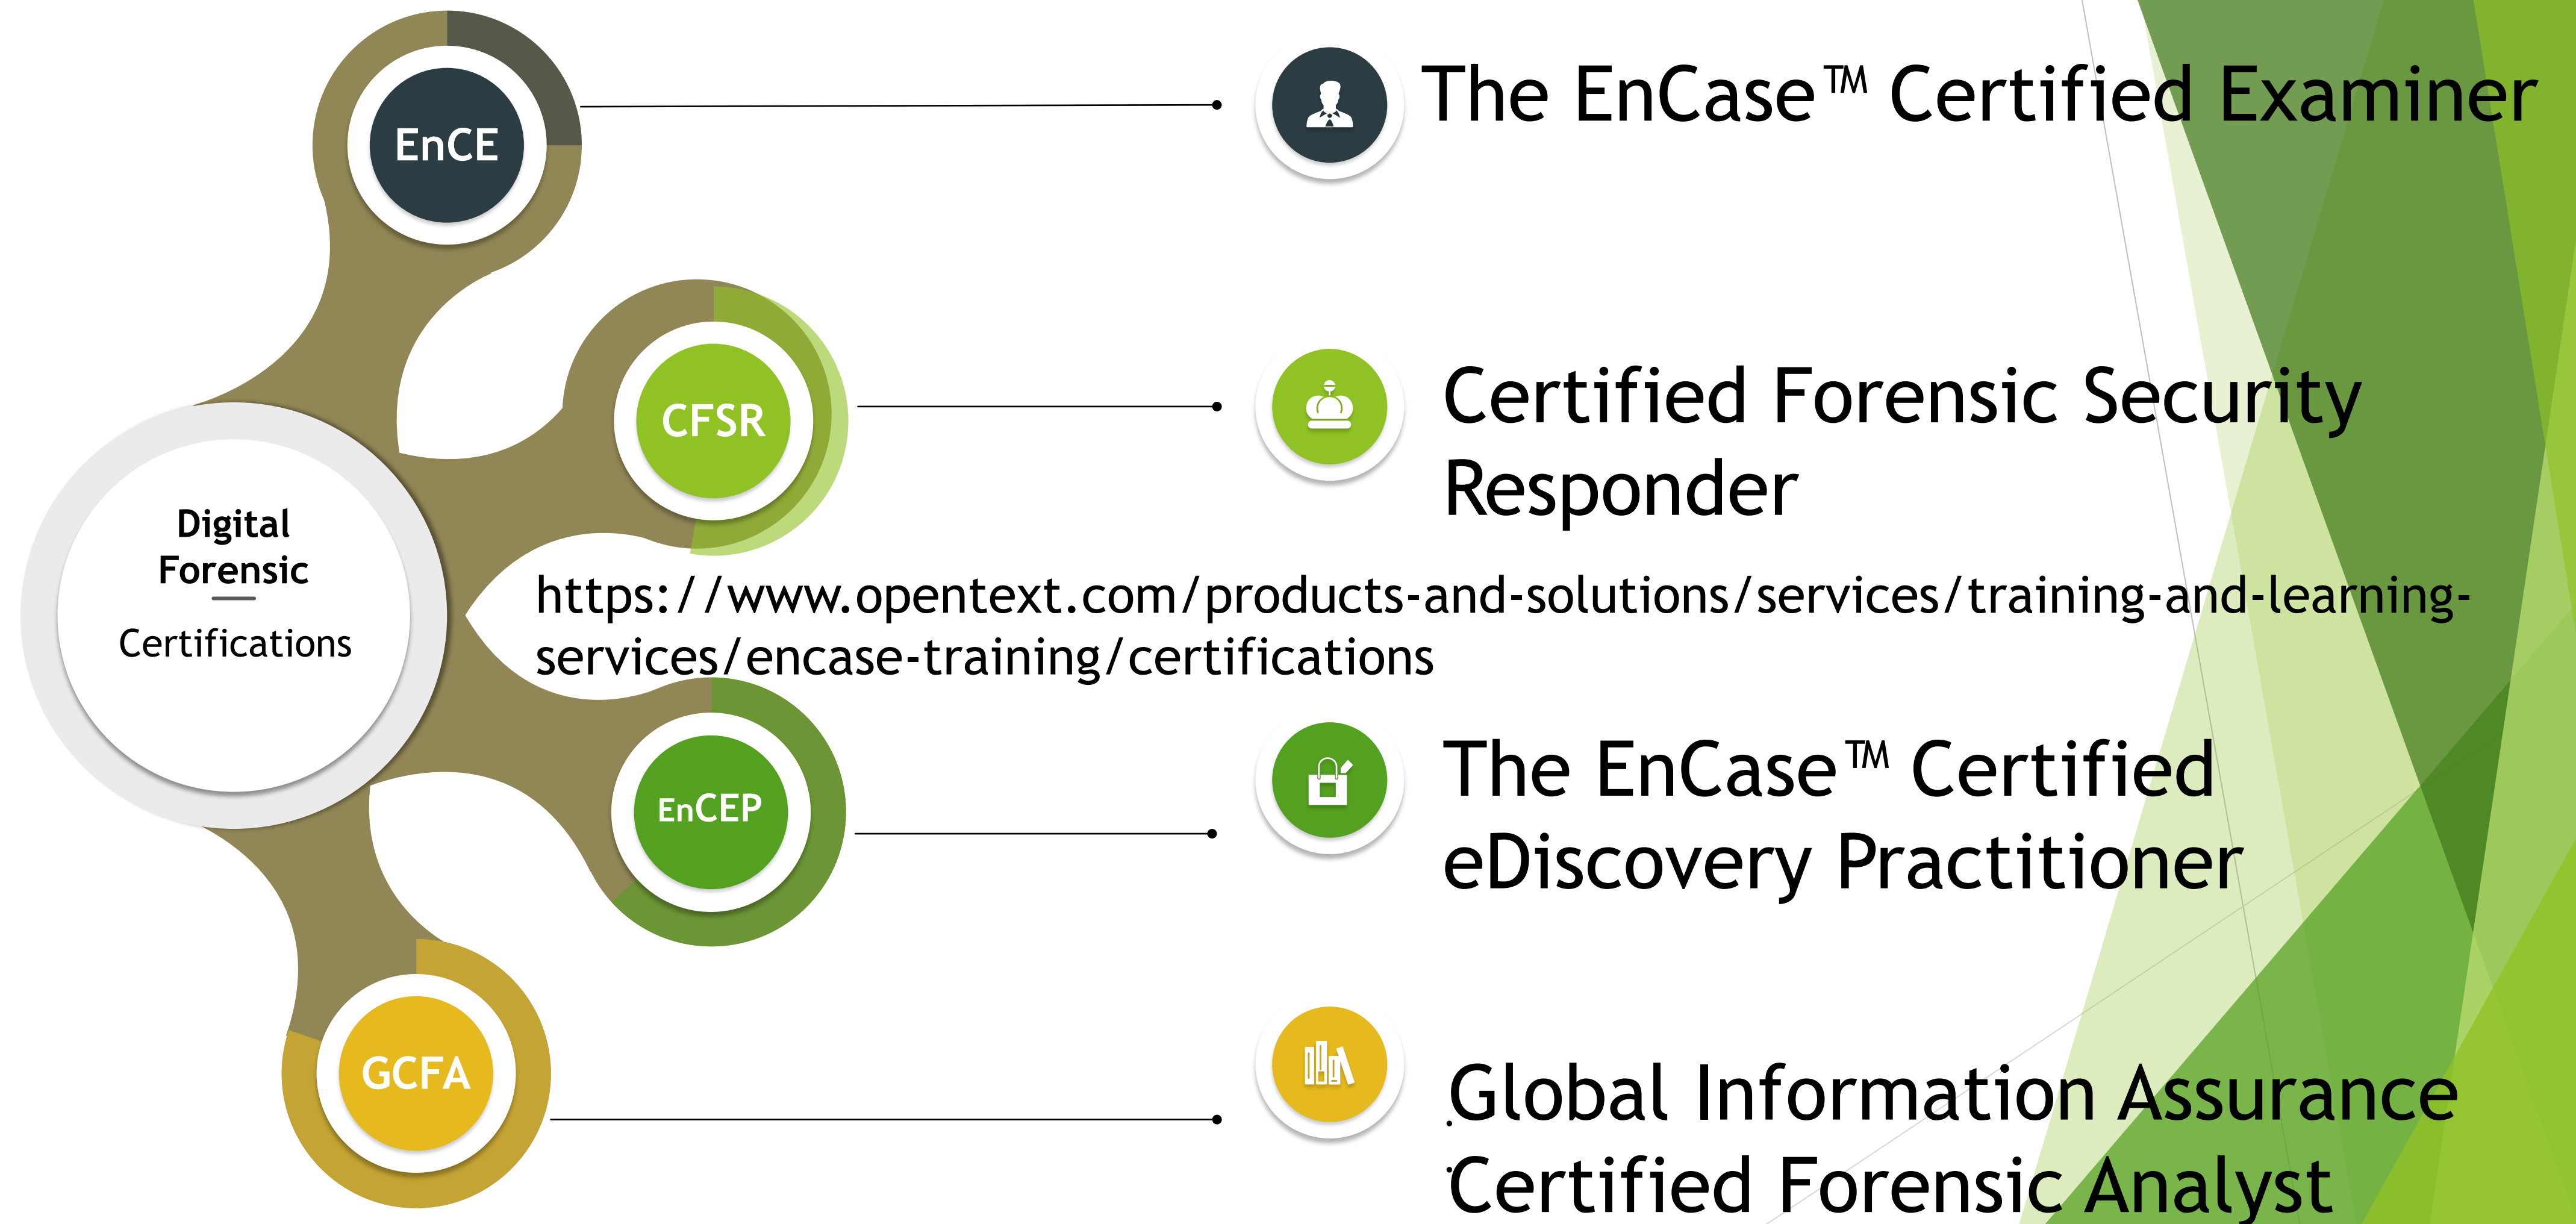 EnCE
The EnCase™ Certified Examiner
CFSR
Certified Forensic Security
Responder
Digital
Forensic
Certifications
https://www.opentext.com/products-and-solutions/services/training-and-learning-
services/encase-training/certifications
EnCEP
The EnCase™ Certified
eDiscovery Practitioner
GCFA
Global Information Assurance
Certified Forensic Analyst